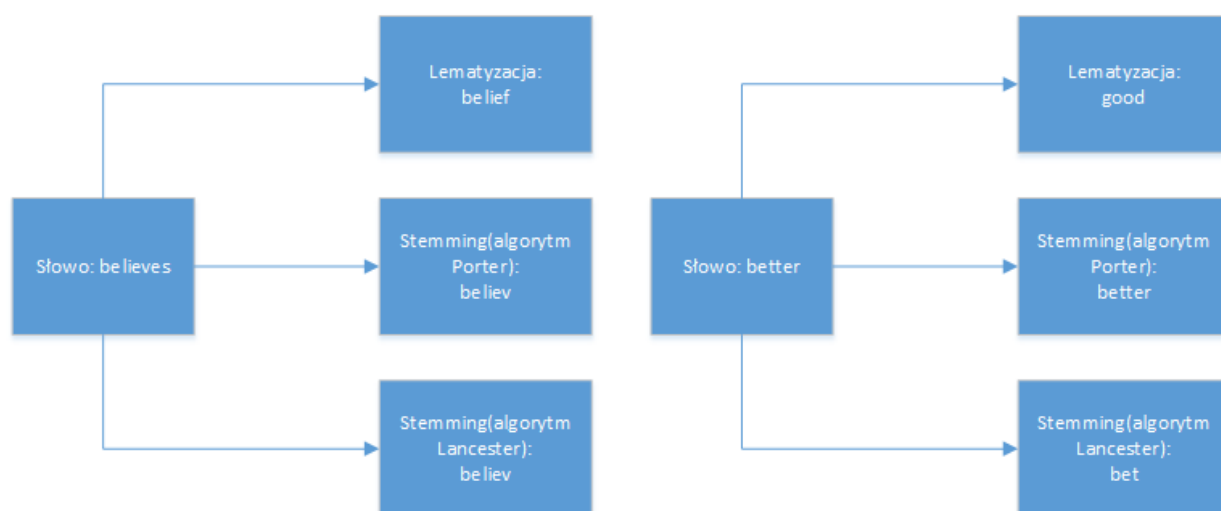 Lematyzacja:
belief
Słowo: believes
Stemming(algorytm
Porter):
believ
Stemming(algorytm
Lancester):
believ
Lematyzacja:
good
Słowo: better
Stemming(algorytm
Porter):
better
Stemming(algorytm
Lancester):
bet